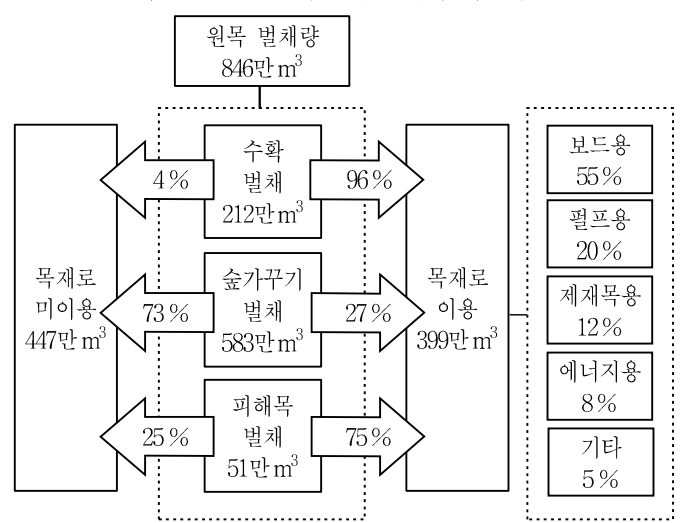 원목 벌채량
846만 m³
목재로
미이용
447만 m³
4%
수확
벌채
212만 m³
96%
73%
숲가꾸기
벌채
583만 m³
27%
25%
피해목
벌채
51만 m³
75%
목재로
이용
399만 m³
보드용
55%
펄프용
20%
제재목용
12%
에너지용
8%
기타
5%